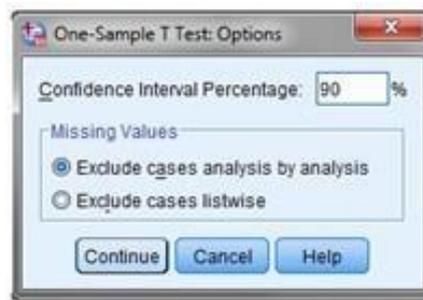 One-Sample T Test: Options
Confidence Interval Percentage: 90 %
Missing Values
Exclude cases analysis by analysis
Exclude cases listwise
Continue Cancel Help